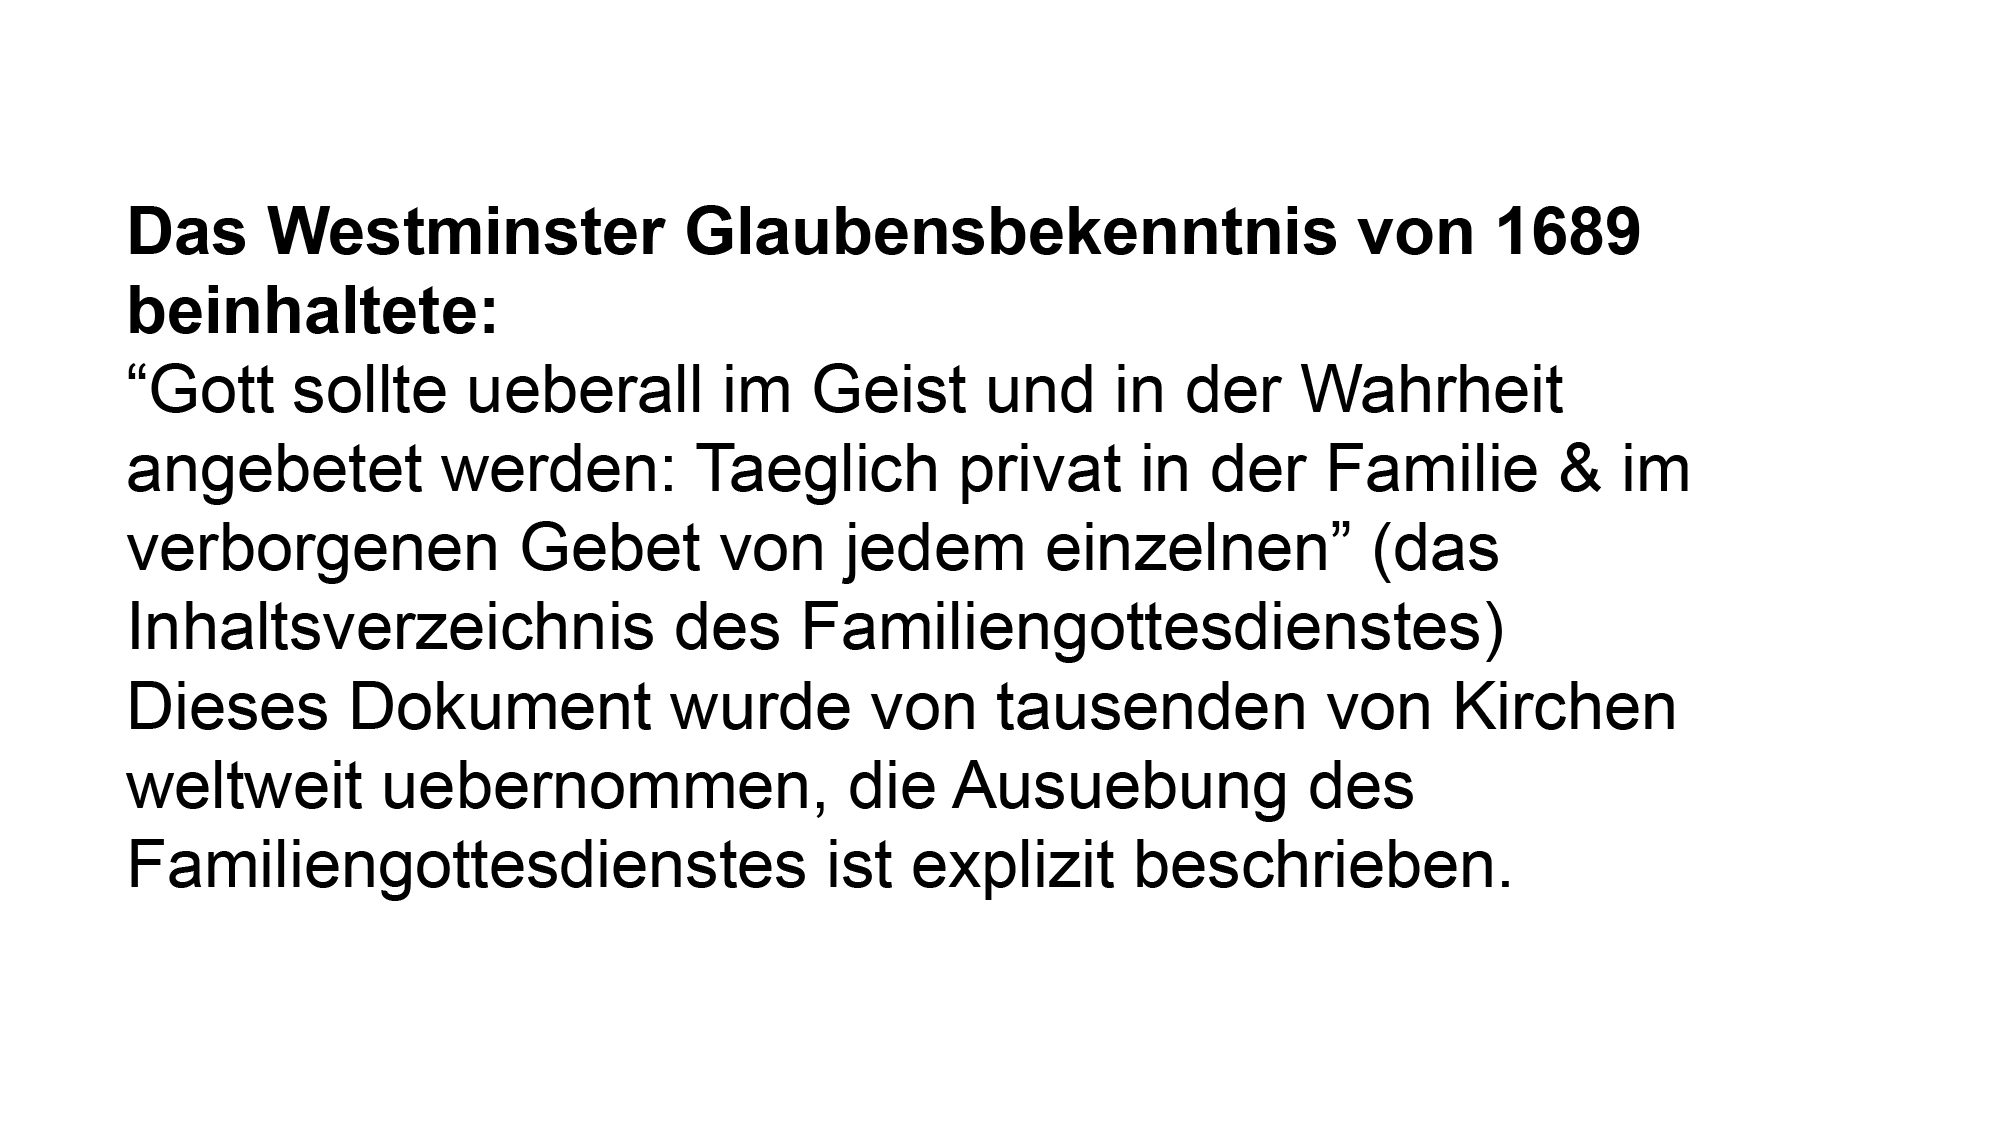 Das Westminster Glaubensbekenntnis von 1689
beinhaltete:
“Gott sollte ueberall im Geist und in der Wahrheit
angebetet werden: Taeglich privat in der Familie & im
verborgenen Gebet von jedem einzelnen” (das
Inhaltsverzeichnis des Familiengottesdienstes)
Dieses Dokument wurde von tausenden von Kirchen
weltweit uebernommen, die Ausuebung des
Familiengottesdienstes ist explizit beschrieben.